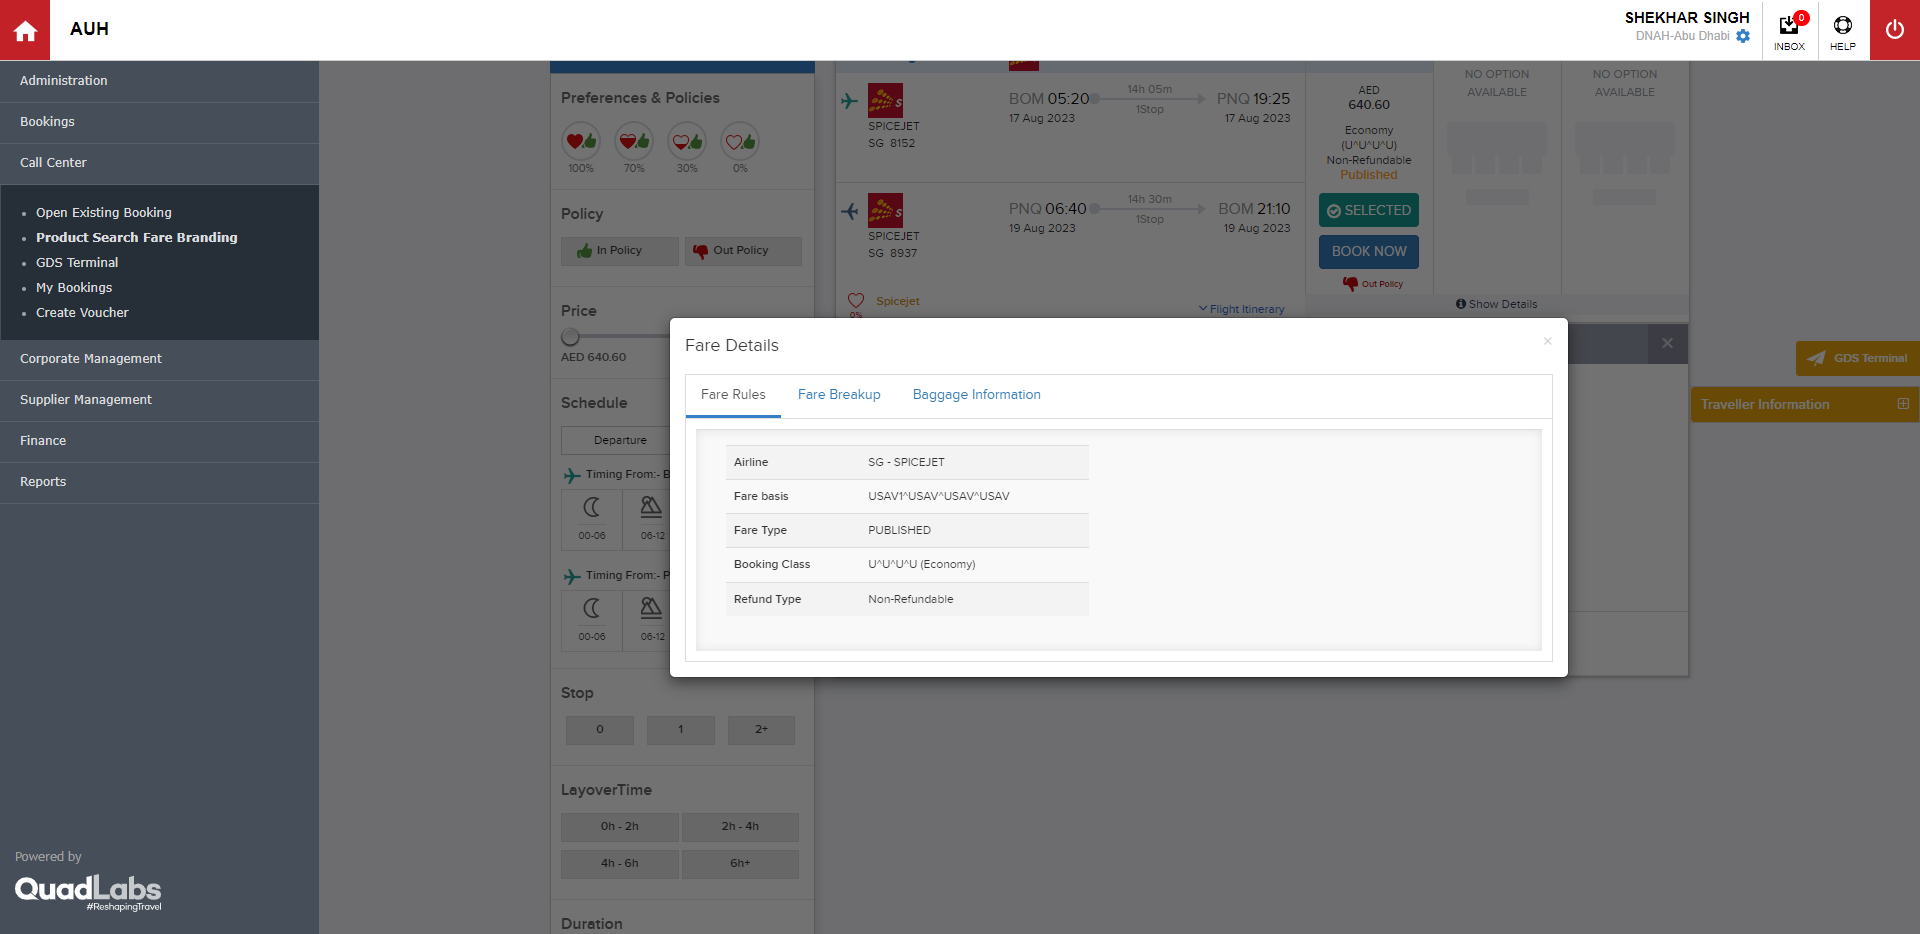 AUH
SHEKHAR SINGH
DNAH-Abu Dhabi
0
INBOX
HELP
Administration
Bookings
Call Center
Open Existing Booking
Product Search Fare Branding
GDS Terminal
My Bookings
Create Voucher
Corporate Management
Supplier Management
Finance
Reports
Powered by
QuadLabs
#ReshapingTravel
Preferences & Policies
100% 70% 30% 0%
Policy
In Policy Out Policy
Price
AED 640.60
Schedule
Departure
Timing From:- B
00-06 06-12
Timing From:- P
00-06 06-12
Stop
0 1 2+
LayoverTime
0h - 2h 2h - 4h
4h - 6h 6h+
Duration
SPICEJET
SG 8152
BOM 05:20 14h 05m PNQ 19:25
17 Aug 2023 1Stop 17 Aug 2023
SPICEJET
SG 8937
PNQ 06:40 14h 30m BOM 21:10
19 Aug 2023 1Stop 19 Aug 2023
Spicejet
0%
Flight Itinerary
AED
640.60
Economy
(U^U^U^U)
Non-Refundable
Published
SELECTED
BOOK NOW
Out Policy
NO OPTION
AVAILABLE
NO OPTION
AVAILABLE
Show Details
GDS Terminal
Traveller Information
Fare Details
×
Fare Rules Fare Breakup Baggage Information
Airline SG - SPICEJET
Fare basis USAV1^USAV^USAV^USAV
Fare Type PUBLISHED
Booking Class U^U^U^U (Economy)
Refund Type Non-Refundable